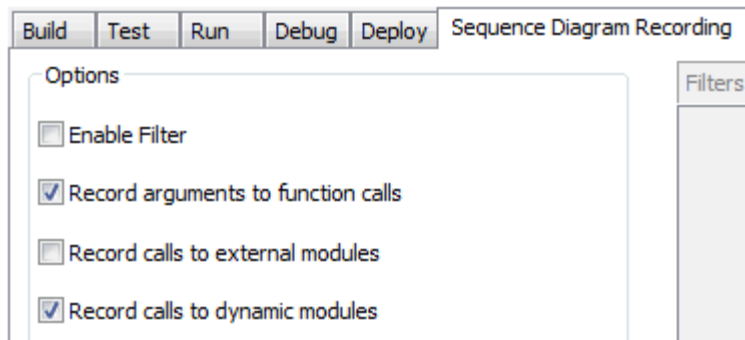 Build Test Run Debug Deploy Sequence Diagram Recording
Options
Filters
Enable Filter
Record arguments to function calls
Record calls to external modules
Record calls to dynamic modules